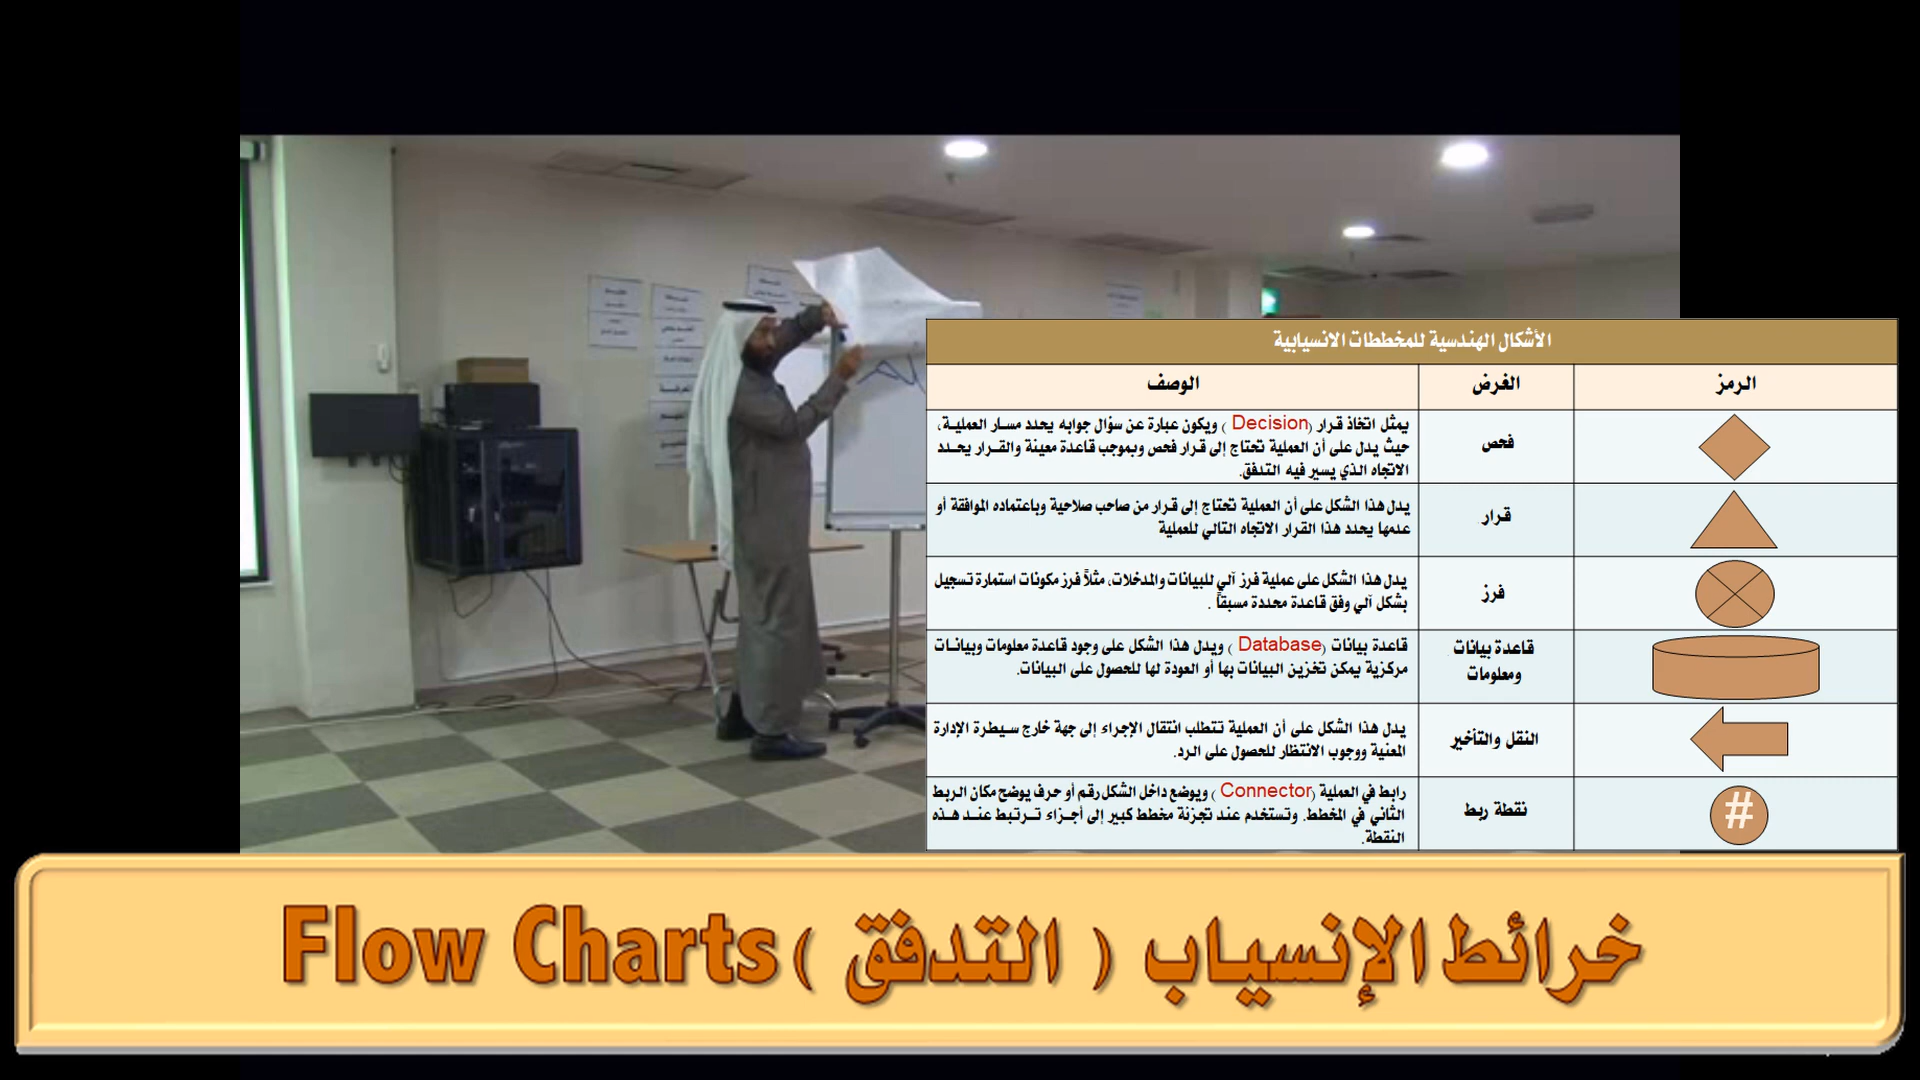 الأشكال الهندسية للمخططات الانسيابية
الرمز الغرض الوصف
فحص
يمثل اتخاذ قرار (Decision) ويكون عبارة عن سؤال جوابه يحدد مسار العملية،
حيث يدل على أن العملية تحتاج إلى قرار فحص وبموجب قاعدة معينة والقرار يحدد
الاتجاه الذي يسير فيه التدفق.
قرار
يدل هذا الشكل على أن العملية تحتاج إلى قرار من صاحب صلاحية وباعتماده الموافقة أو
عدمها يحدد هذا القرار الاتجاه التالي للعملية
فرز
يدل هذا الشكل على عملية فرز آلي للبيانات والمدخلات، مثلاً فرز مكونات استمارة تسجيل
بشكل آلي وفق قاعدة محددة مسبقاً .
قاعدة بيانات
ومعلومات
قاعدة بيانات (Database) ويدل هذا الشكل على وجود قاعدة معلومات وبيانات
مركزية يمكن تخزين البيانات بها أو العودة لها للحصول على البيانات.
النقل والتأخير
يدل هذا الشكل على أن العملية تتطلب انتقال الإجراء إلى جهة خارج سيطرة الإدارة
المعنية ووجوب الانتظار للحصول على الرد.
#
نقطة ربط
رابط في العملية (Connector) ويوضع داخل الشكل رقم أو حرف يوضح مكان الربط
الثاني في المخطط. وتستخدم عند تجزئة مخطط كبير إلى أجزاء ترتبط عند هذه
النقطة.
خرائط الإنسياب ( التدفق ) Flow Charts